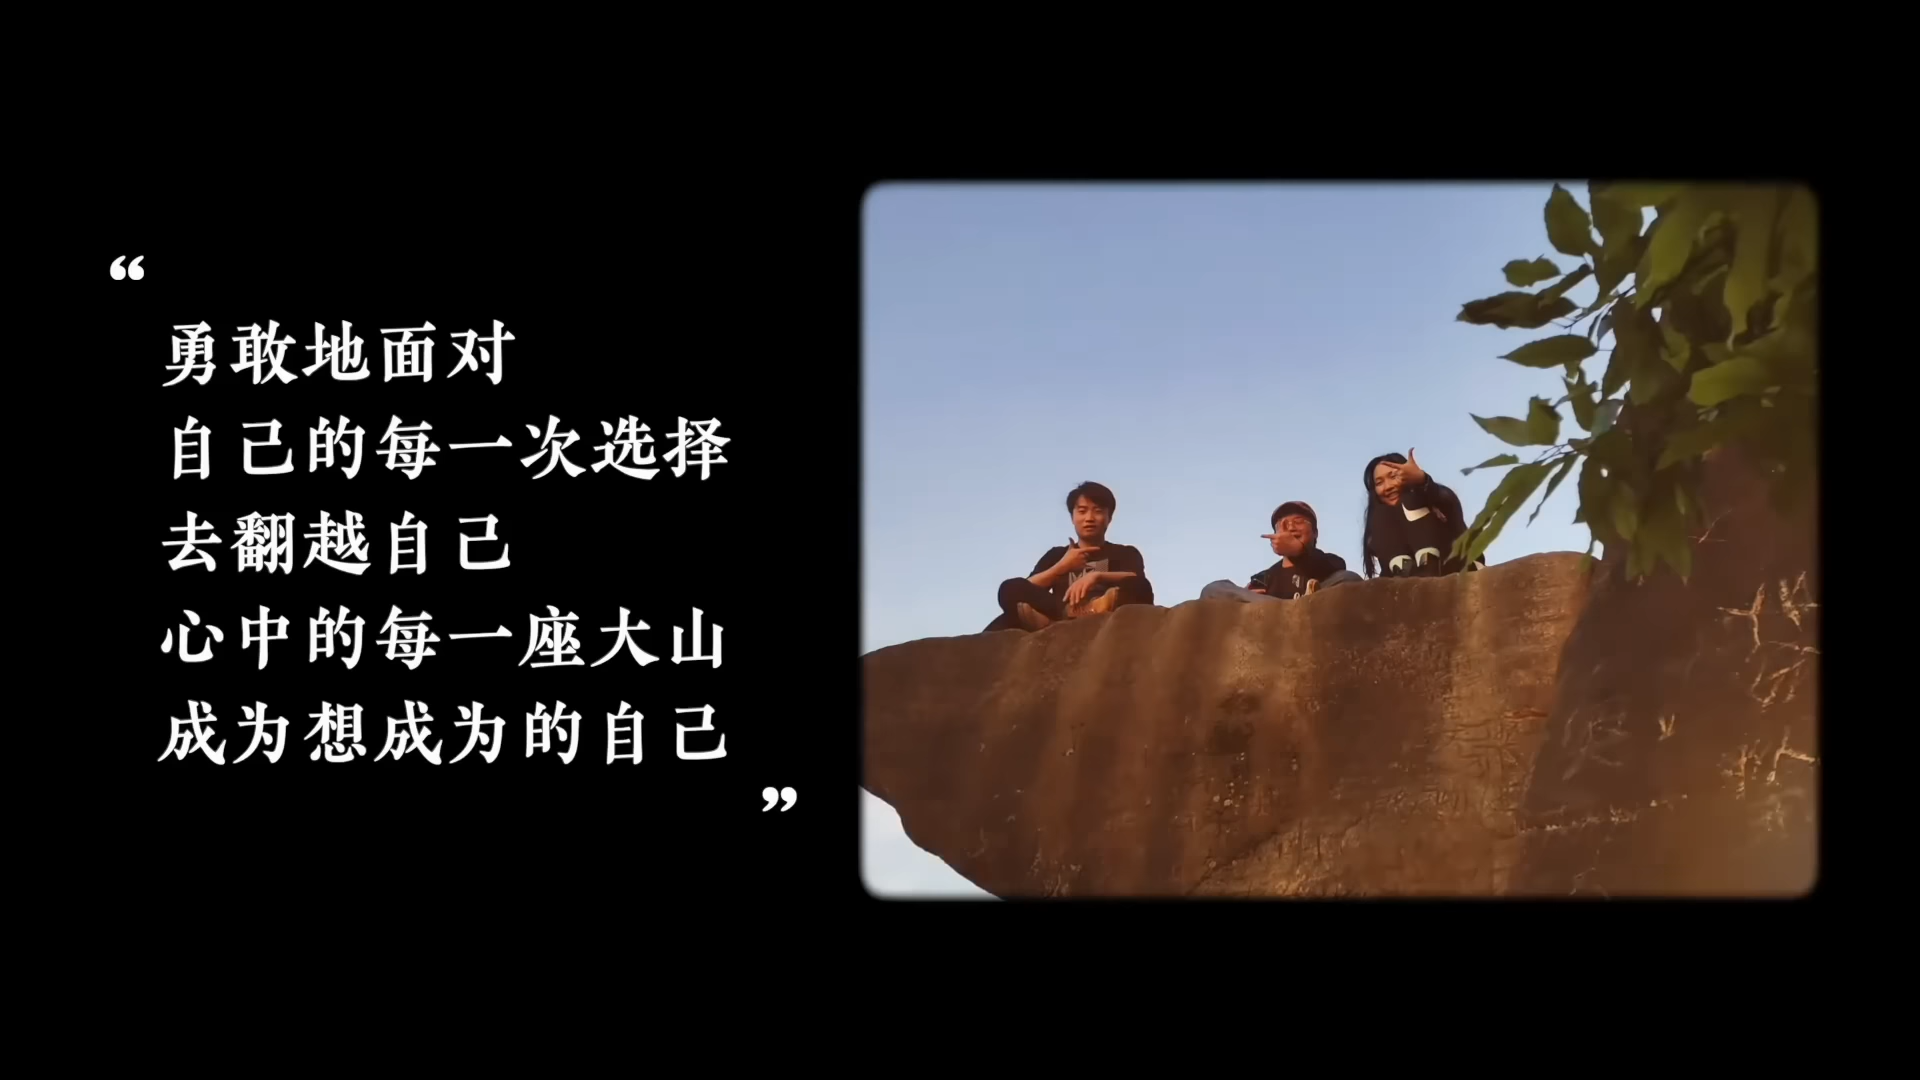 “
勇敢地面对
自己的每一次选择
去翻越自己
心中的每一座大山
成为想成为的自己
”